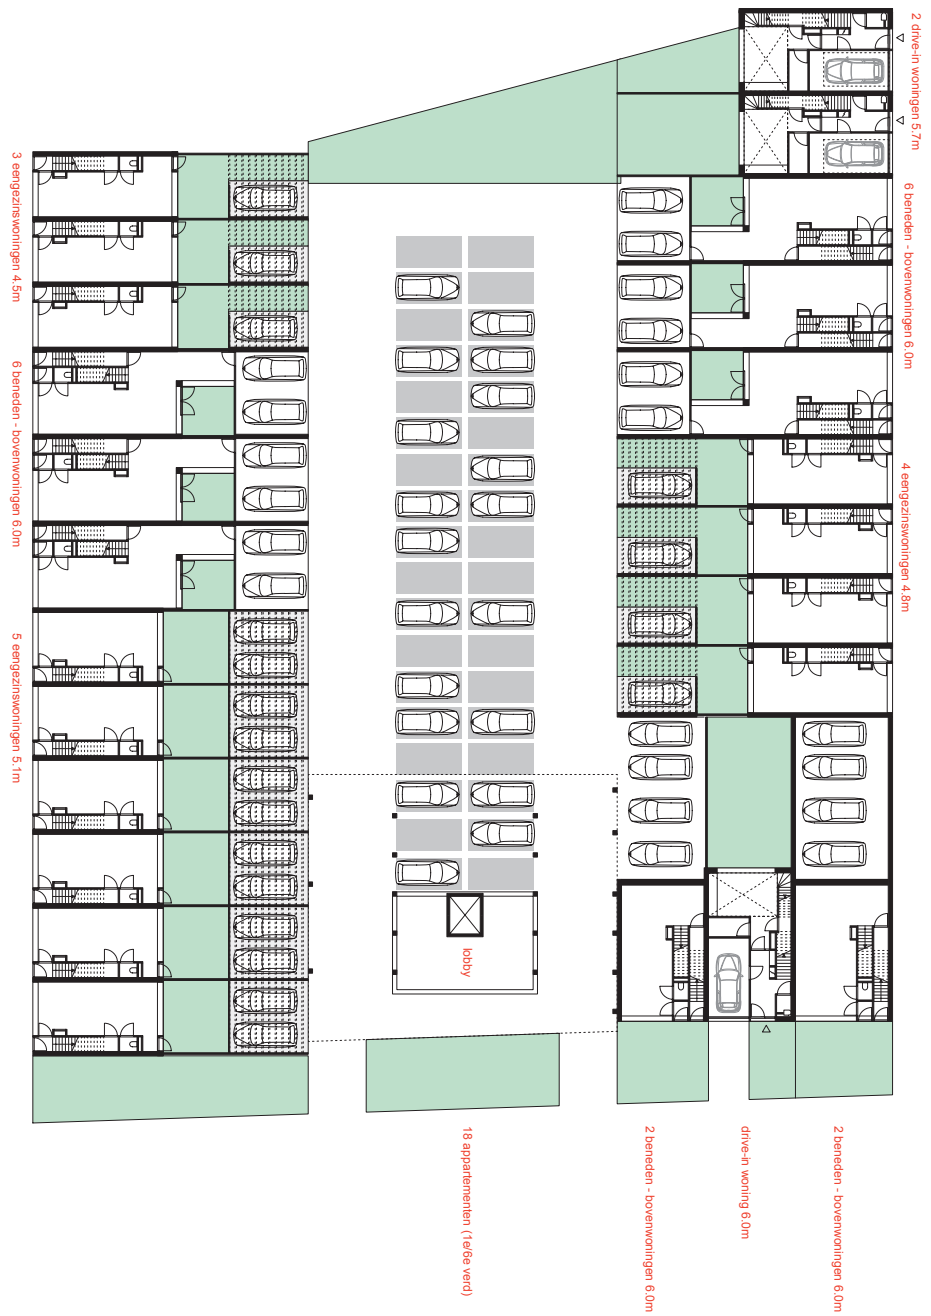 2 drive-in woningen 5.7m
6 beneden - bovenwoningen 6.0m
4 eengezinswoningen 4.8m
3 eengezinswoningen 4.5m
6 beneden - bovenwoningen 6.0m
5 eengezinswoningen 5.1m
lobby
18 appartementen (1e/6e verd)
2 beneden - bovenwoningen 6.0m
drive-in woning 6.0m
2 beneden - bovenwoningen 6.0m